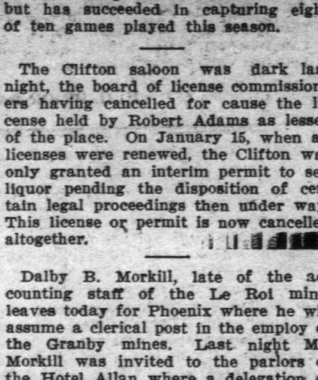 but has succeeded in capturing eigh
of ten games played this season.
The Clifton saloon was dark las
night, the board of license commission
ers having cancelled for cause the li
cense held by Robert Adams as lesse
of the place. On January 15, when a
licenses were renewed, the Clifton wa
only granted an interim permit to se
liquor pending the disposition of cer
tain legal proceedings then under wa
This license or permit is now cancelle
altogether.
Dalby B. Morkill, late of the ac
counting staff of the Le Roi min
leaves today for Phoenix where he wi
assume a clerical post in the employ o
the Granby mines. Last night M
Morkill was invited to the parlors o
the Hotel Allan where a delegation o